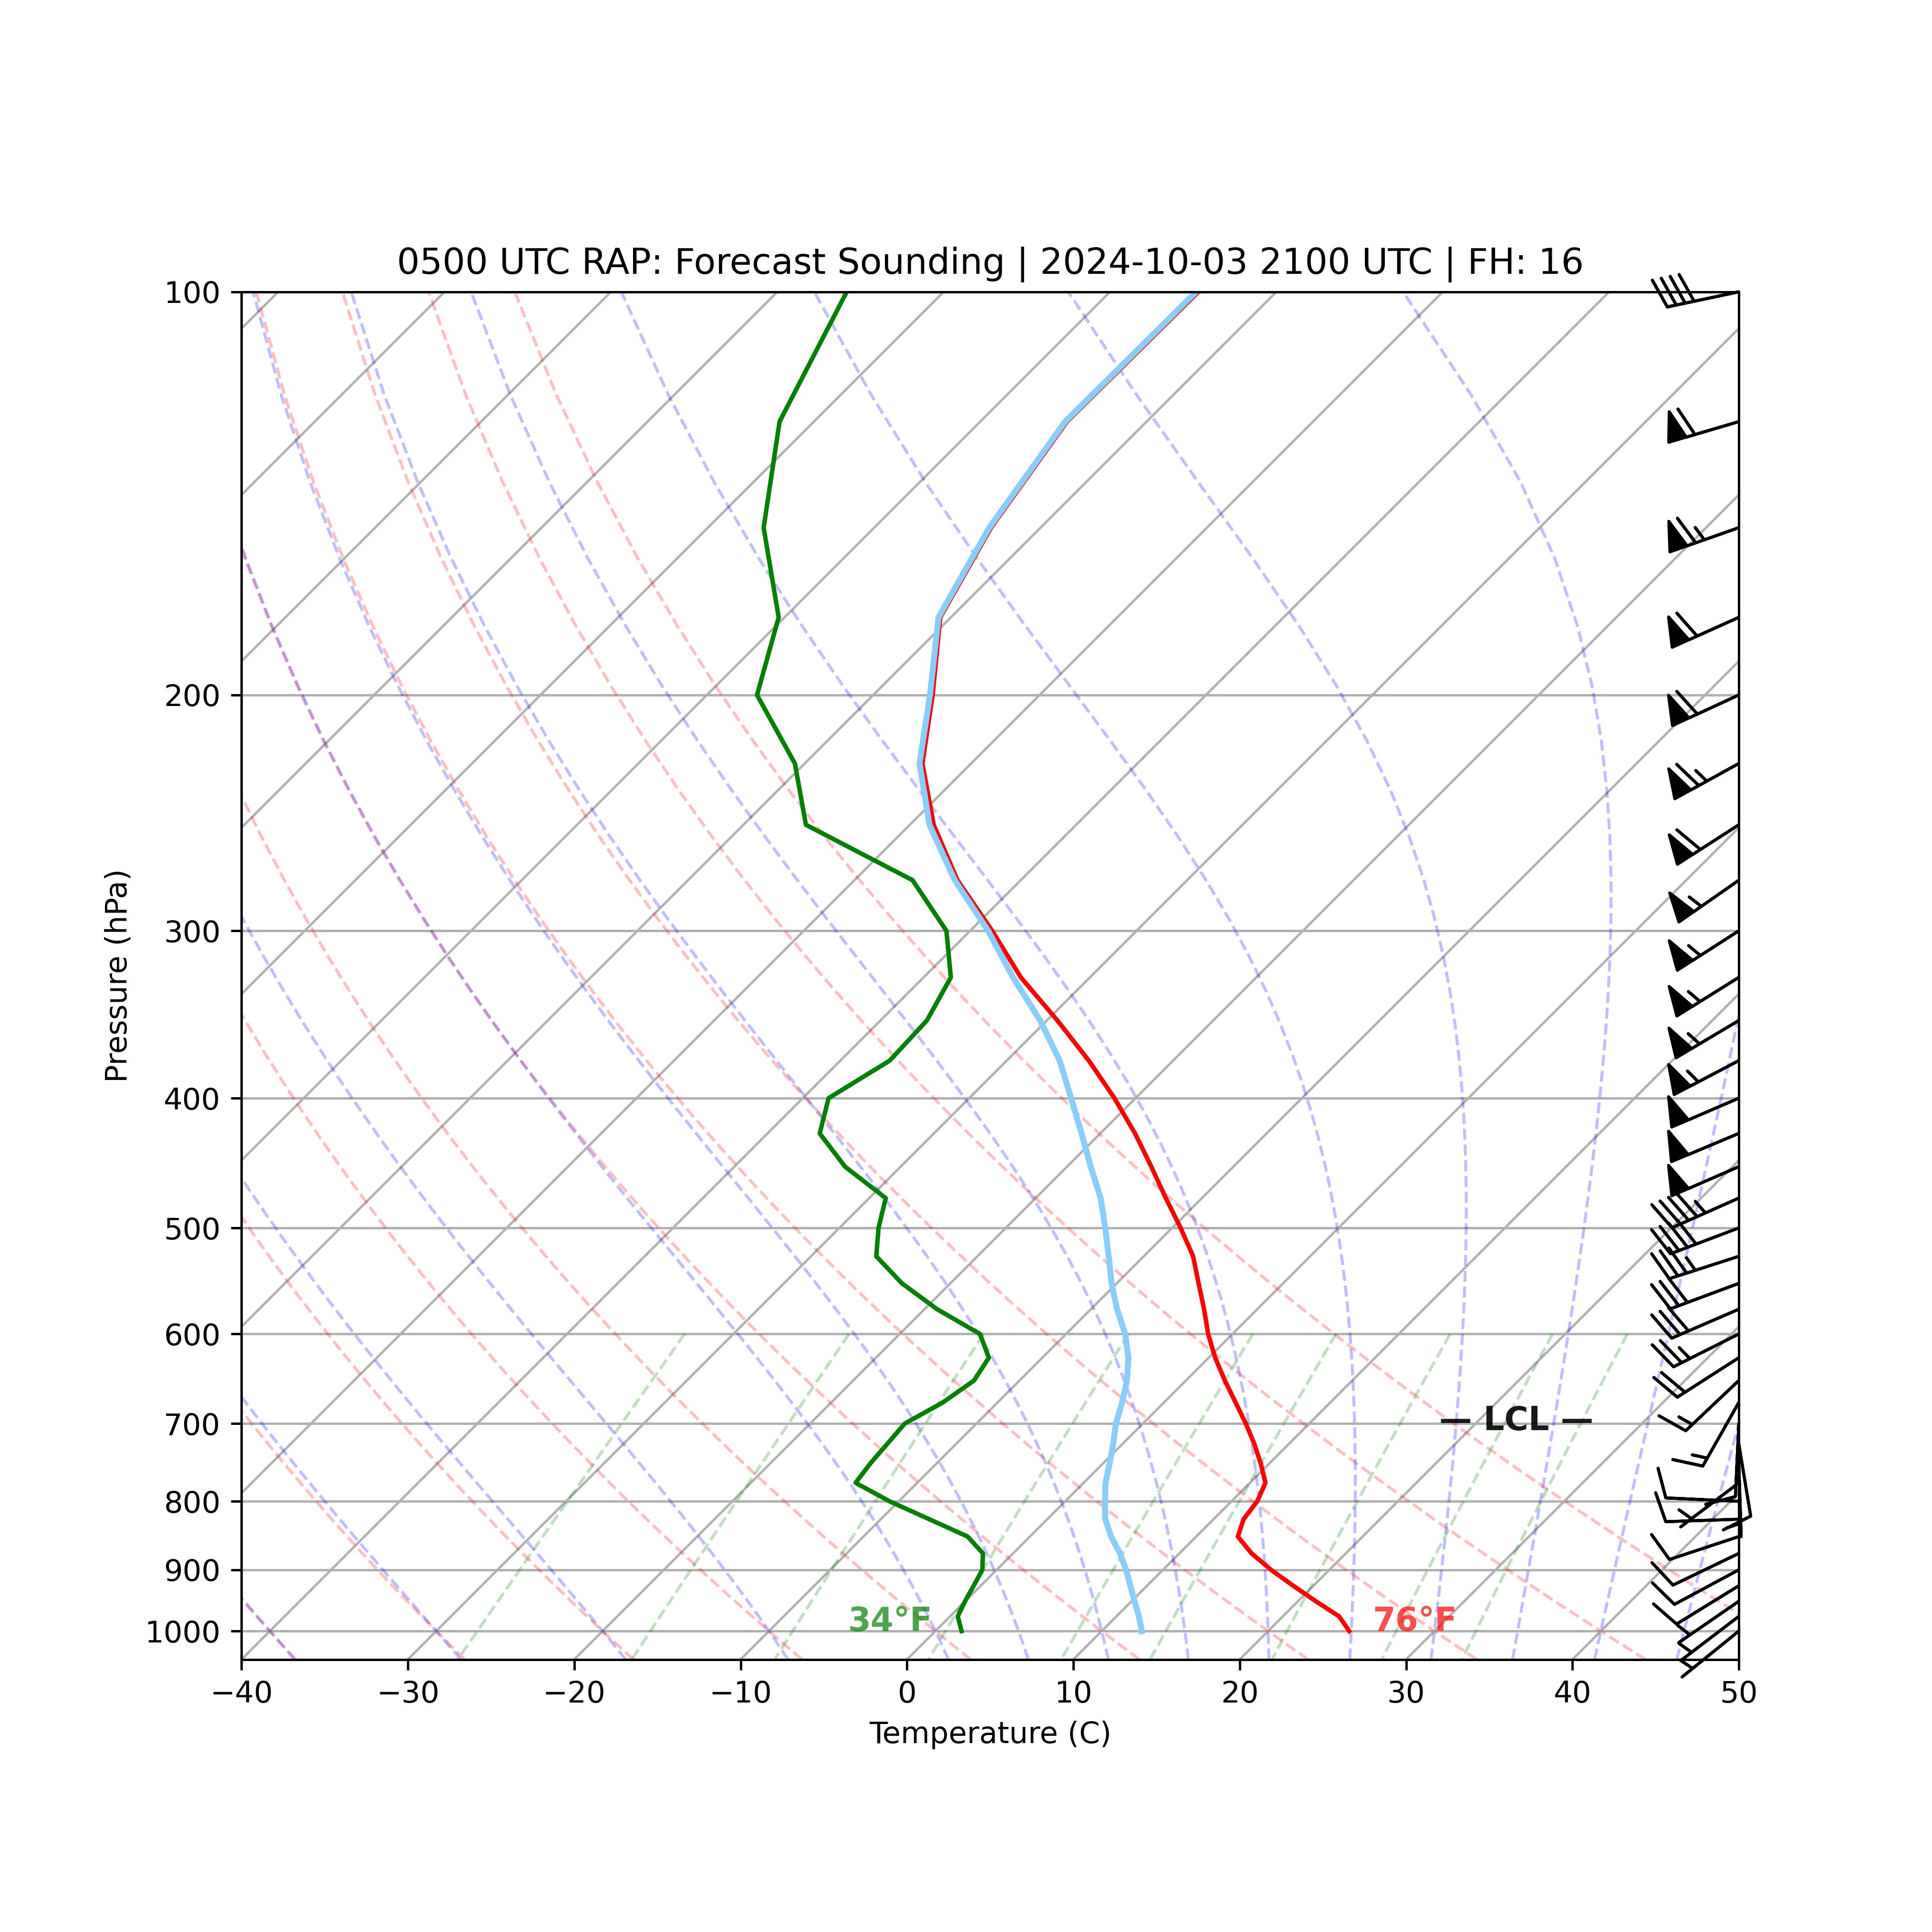 0500 UTC RAP: Forecast Sounding | 2024-10-03 2100 UTC | FH: 16
100
200
300
400
500
600
700
800
900
1000
Pressure (hPa)
LCL
34°F
76°F
−40 −30 −20 −10 0 10 20 30 40 50
Temperature (C)